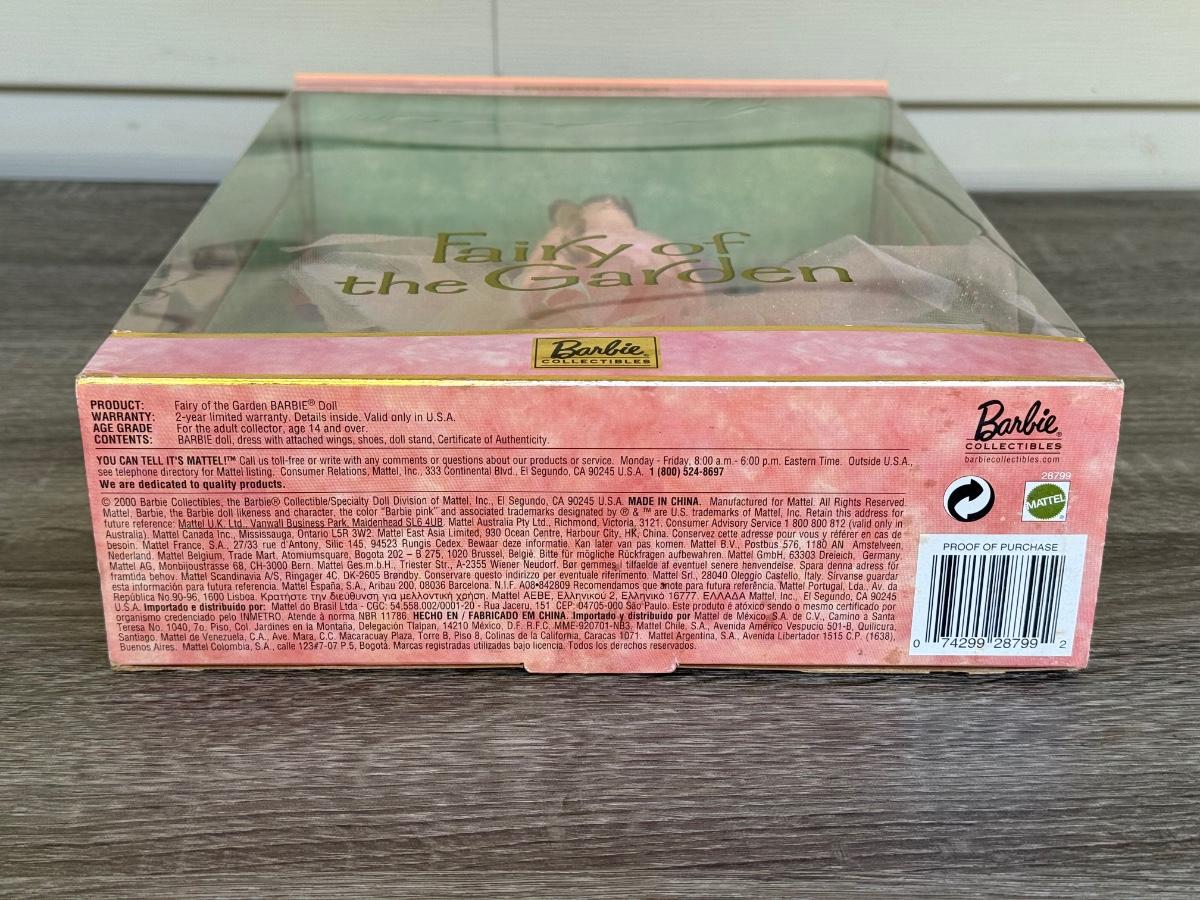 Fairy of
the Garden
Barbie
COLLECTIBLES
PRODUCT: Fairy of the Garden BARBIE® Doll
WARRANTY: 2-year limited warranty. Details inside. Valid only in U.S.A.
AGE GRADE For the adult collector, age 14 and over.
CONTENTS: BARBIE doll, dress with attached wings, shoes, doll stand, Certificate of Authenticity.
YOU CAN TELL IT'S MATTEL!™ Call us toll-free or write with any comments or questions about our products or service. Monday - Friday, 8:00 a.m.- 6:00 p.m. Eastern Time. Outside U.S.A.,
see telephone directory for Mattel listing. Consumer Relations, Mattel, Inc., 333 Continental Blvd., El Segundo, CA 90245 U.S.A. 1 (800) 524-8697
We are dedicated to quality products.
© 2000 Barbie Collectibles, the Barbie® Collectible/Specialty Doll Division of Mattel, Inc., El Segundo, CA 90245 U.S.A. MADE IN CHINA. Manufactured for Mattel. All Rights Reserved.
Mattel, Barbie, the Barbie doll likeness and character, the color "Barbie pink" and associated trademarks designated by ® & ™ are U.S. trademarks of Mattel, Inc. Retain this address for
future reference: Mattel U.K. Ltd., Vanwall Business Park, Maidenhead SL6 4UB. Mattel Australia Pty Ltd., Richmond, Victoria, 3121. Consumer Advisory Service 1 800 800 812 (valid only in
Australia). Mattel Canada Inc., Mississauga, Ontario L5R 3W2. Mattel East Asia Limited, 930 Ocean Centre, Harbour City, HK, China. Conservez cette adresse pour vous y référer en cas de
besoin. Mattel France, S.A., 27/33 rue d'Antony, Silic 145, 94523 Rungis Cedex. Bewaar deze informatie. Kan later van pas komen. Mattel B.V., Postbus 576, 1180 AN Amstelveen,
Nederland. Mattel Belgium, Trade Mart, Atomiumsquare, Bogota 202 – B 275, 1020 Brussel, België. Bitte für mögliche Rückfragen aufbewahren. Mattel GmbH, 63303 Dreieich, Germany.
Mattel AG, Monbijoustrasse 68, CH-3000 Bern. Mattel Ges.m.b.H., Triester Str., A-2355 Wiener Neudorf. Bør gemmes i tilfælde af eventuel senere henvendelse. Spara denna adress för
framtida behov. Mattel Scandinavia A/S, Ringager 4C, DK-2605 Brøndby. Conservare questo indirizzo per eventuale riferimento. Mattel Srl., 28040 Oleggio Castello, Italy. Sírvanse guardar
esta información para futura referencia. Mattel España, S.A., Aribau 200, 08036 Barcelona. N.I.F. A08-842809 Recomendamos que anote para futura referência. Mattel Portugal, Lda., Av. da
República No.90-96, 1600 Lisboa. Κρατήστε την διεύθυνση για μελλοντική χρήση. Mattel AEBE, Ελληνικού 2, Ελληνικό 16777. ΕΛΛΑΔΑ Mattel, Inc., El Segundo, CA 90245
U.S.A. Importado e distribuido por: Mattel do Brasil Ltda - CGC: 54.558.002/0001-20 - Rua Jaceru, 151 CEP: 04705-000 São Paulo. Este produto é atóxico sendo o mesmo certificado por
organismo credenciado pelo INMETRO. Atende à norma NBR 11786. HECHO EN / FABRICADO EM CHINA. Importado y distribuido por Mattel de México, S.A. de C.V., Camino a Santa
Teresa No. 1040, 7o. Piso, Col. Jardines en la Montaña, Delegación Tlalpan, 14210 México, D.F. R.F.C. MME-920701-NB3. Mattel Chile, S.A., Avenida Américo Vespucio 501-B, Quilicura,
Santiago. Mattel de Venezuela, C.A., Ave. Mara, C.C. Macaracuay Plaza, Torre B, Piso 8, Colinas de la California, Caracas 1071. Mattel Argentina, S.A., Avenida Libertador 1515 C.P. (1638),
Buenos Aires. Mattel Colombia, S.A., calle 123#7-07 P.5, Bogotá. Marcas registradas utilizadas bajo licencia. Todos los derechos reservados.
Barbie®
COLLECTIBLES
barbiecollectibles.com
28799
MATTEL®
PROOF OF PURCHASE
0 74299 28799 2